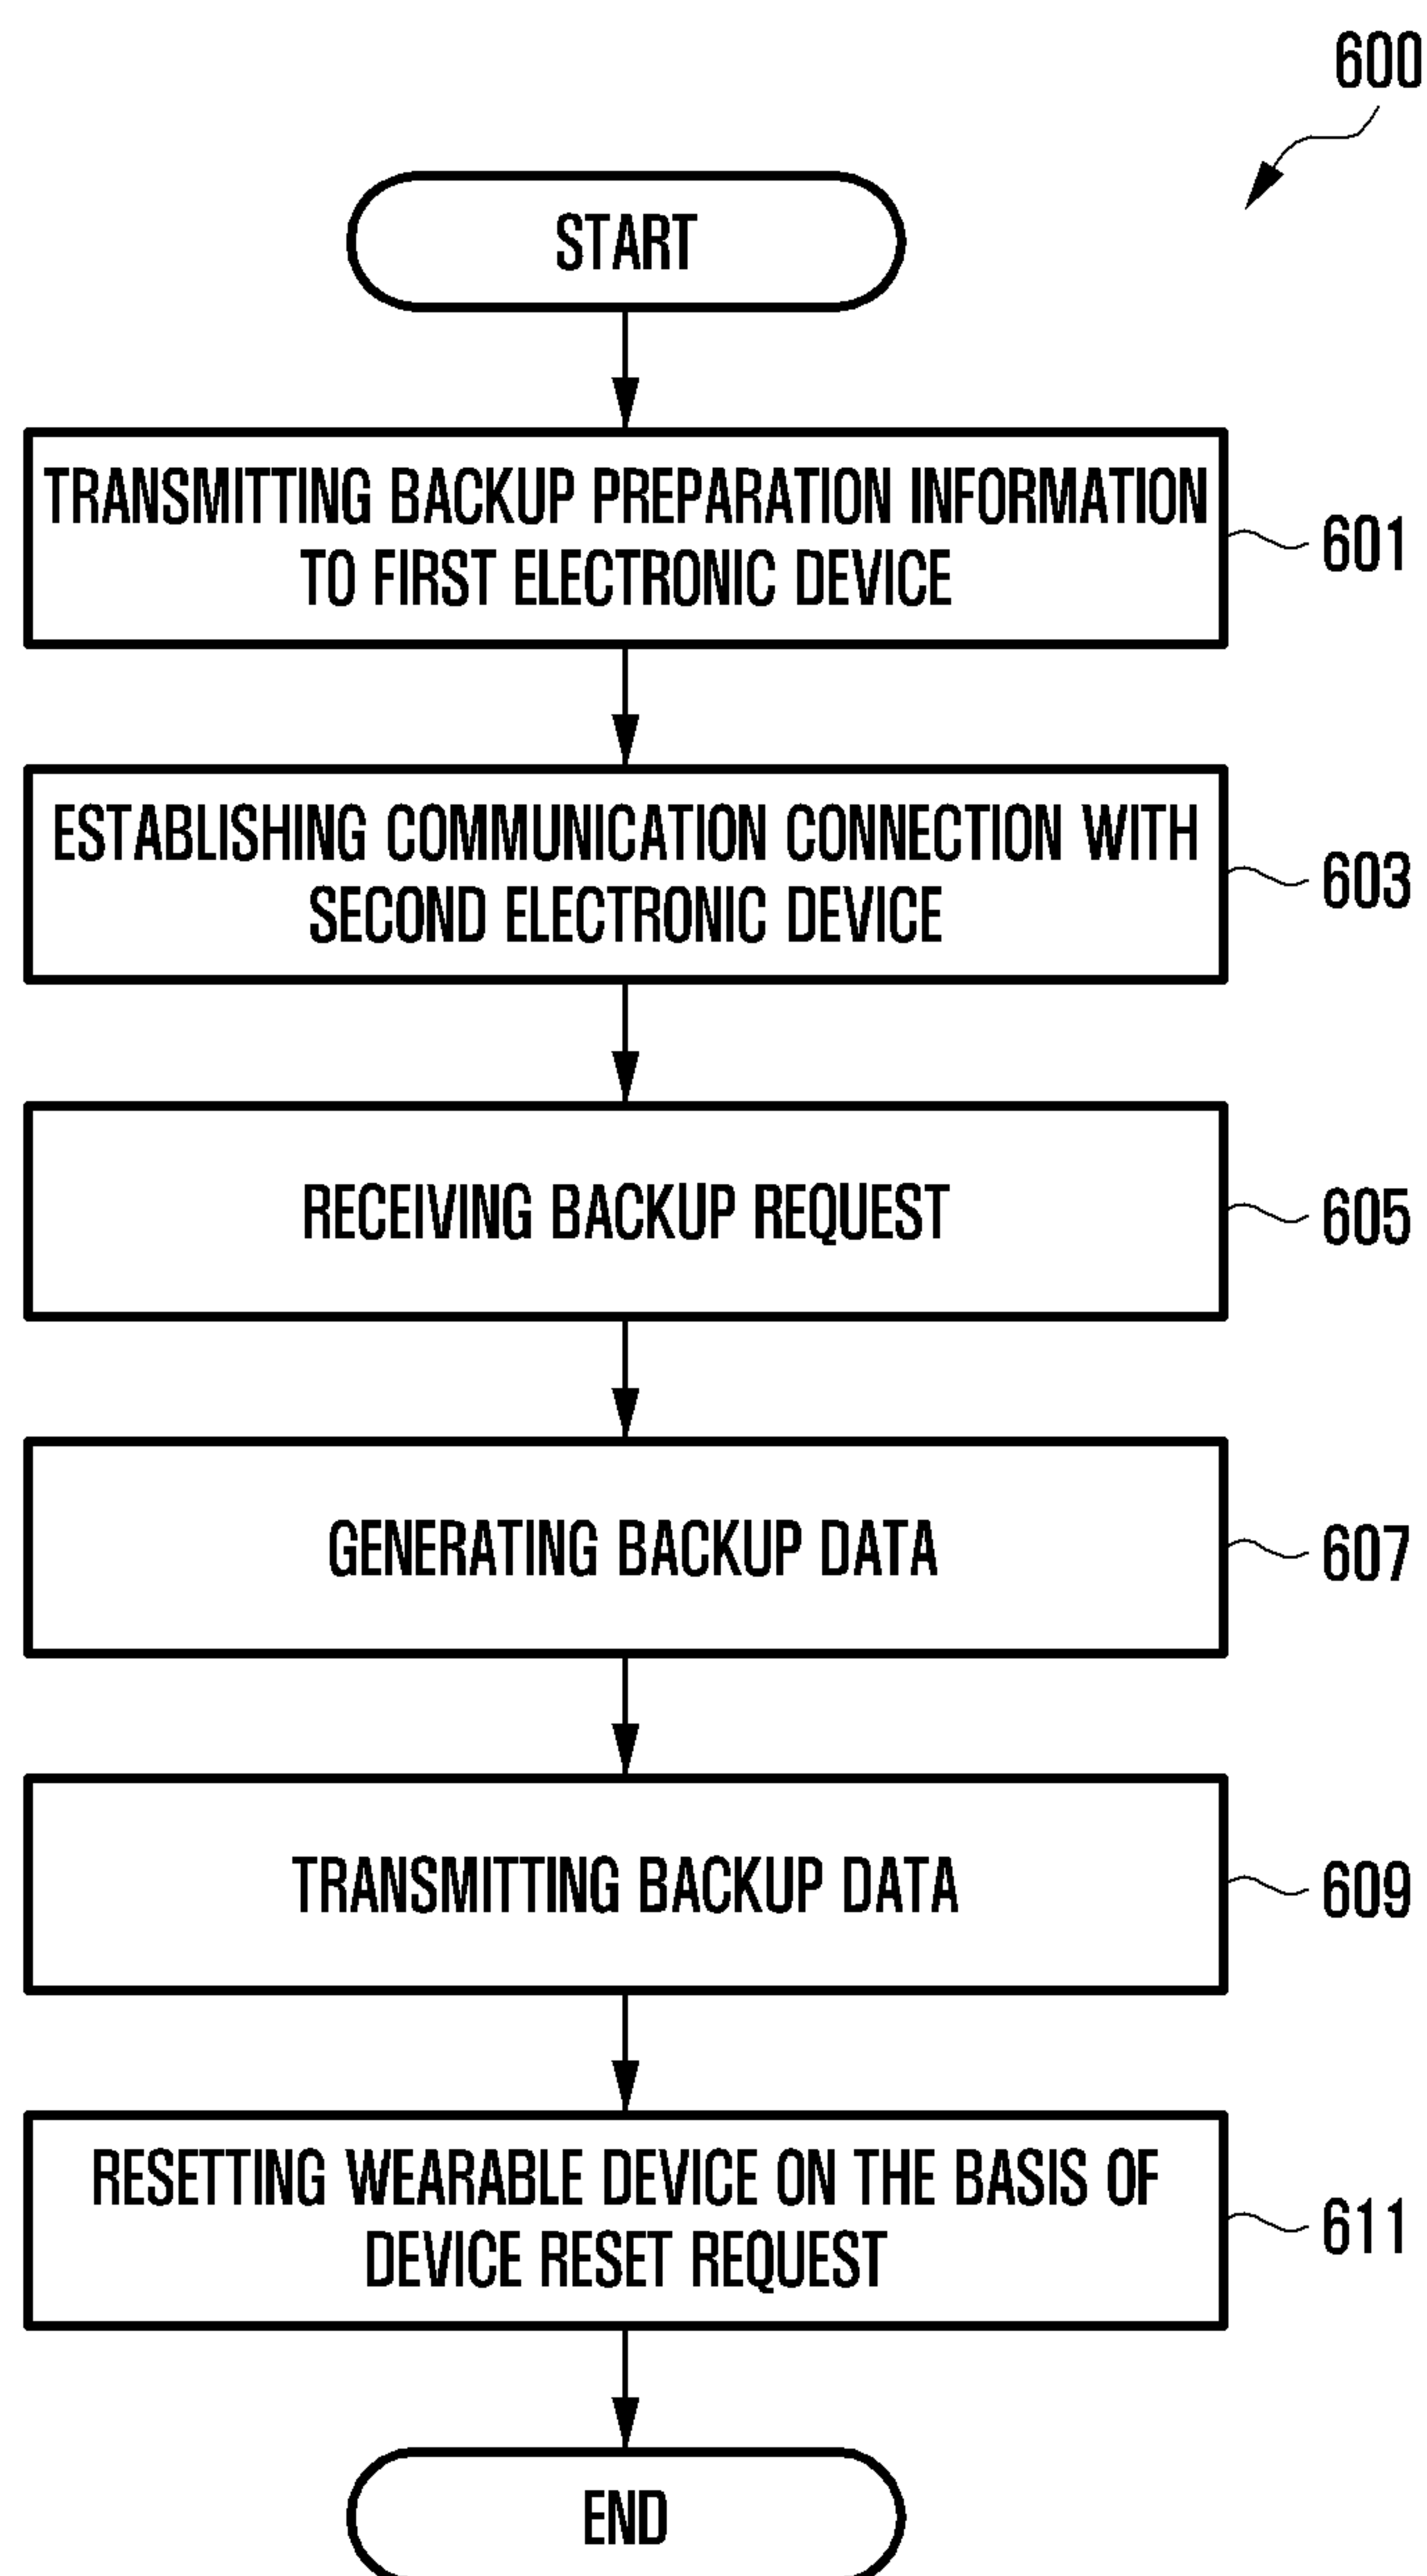 600
START
TRANSMITTING BACKUP PREPARATION INFORMATION
TO FIRST ELECTRONIC DEVICE
601
ESTABLISHING COMMUNICATION CONNECTION WITH
SECOND ELECTRONIC DEVICE
603
RECEIVING BACKUP REQUEST
605
GENERATING BACKUP DATA
607
TRANSMITTING BACKUP DATA
609
RESETTING WEARABLE DEVICE ON THE BASIS OF
DEVICE RESET REQUEST
611
END